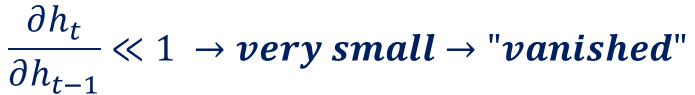 ∂h_t/∂h_{t−1} ≪ 1 → very small → "vanished"